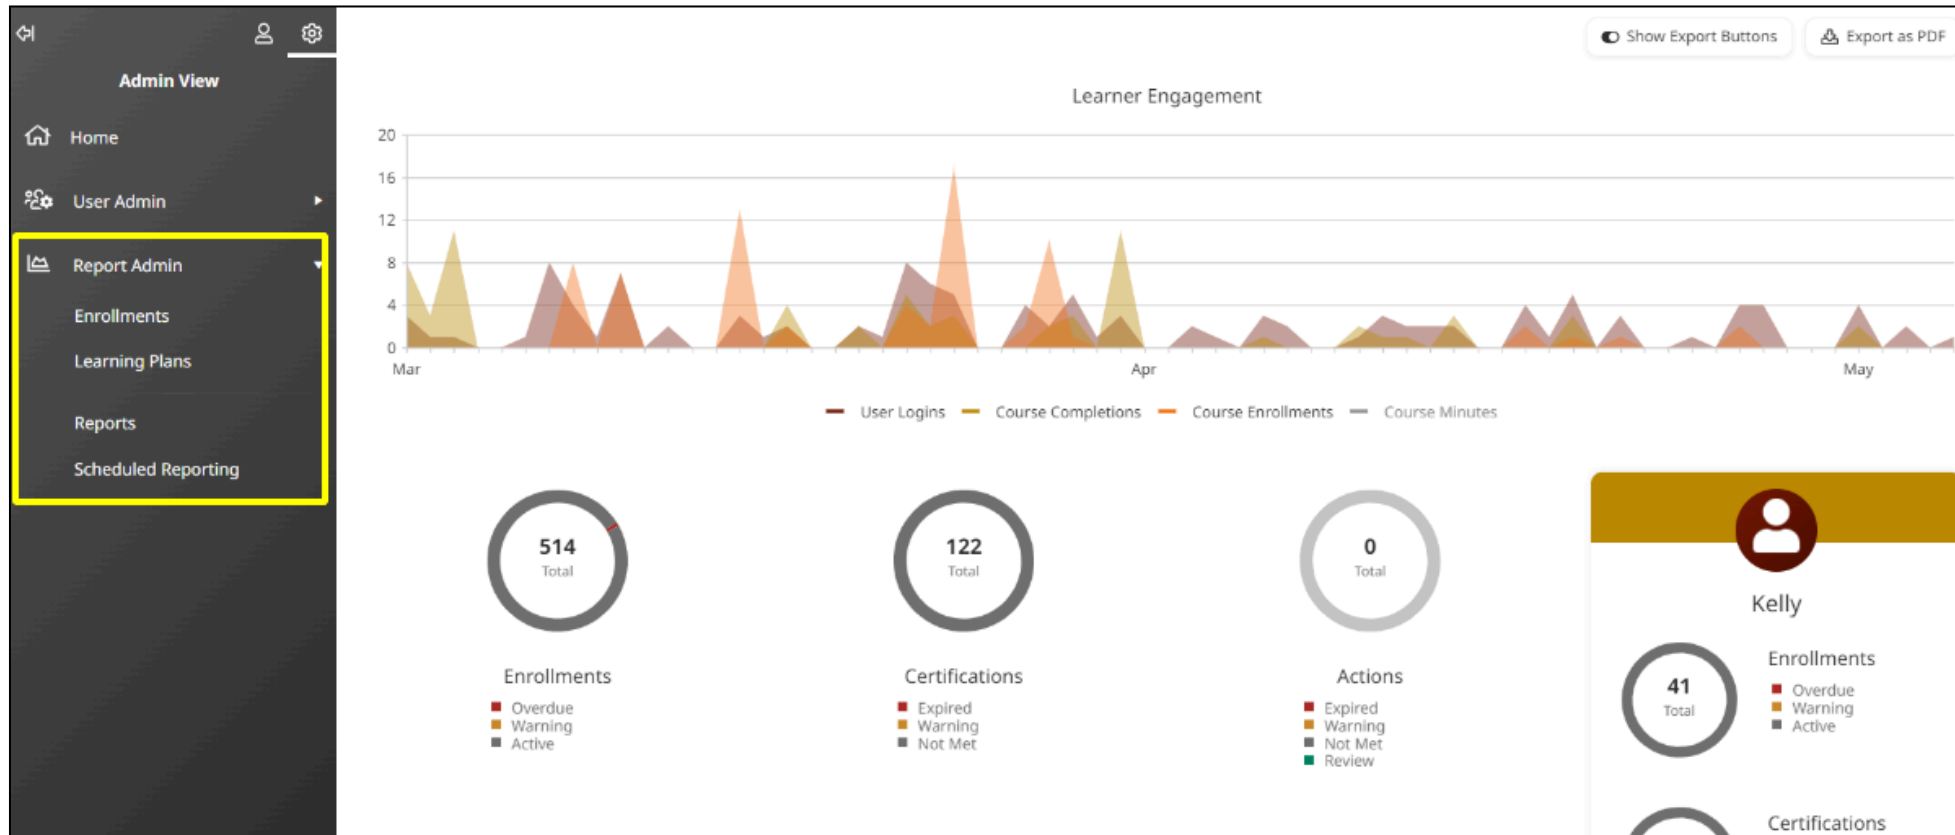 Admin View
Home
User Admin
Report Admin
Enrollments
Learning Plans
Reports
Scheduled Reporting
Show Export Buttons
Export as PDF
Learner Engagement
20
16
12
8
4
0
Mar
Apr
May
User Logins
Course Completions
Course Enrollments
Course Minutes
514
Total
Enrollments
Overdue
Warning
Active
122
Total
Certifications
Expired
Warning
Not Met
0
Total
Actions
Expired
Warning
Not Met
Review
Kelly
41
Total
Enrollments
Overdue
Warning
Active
Certifications